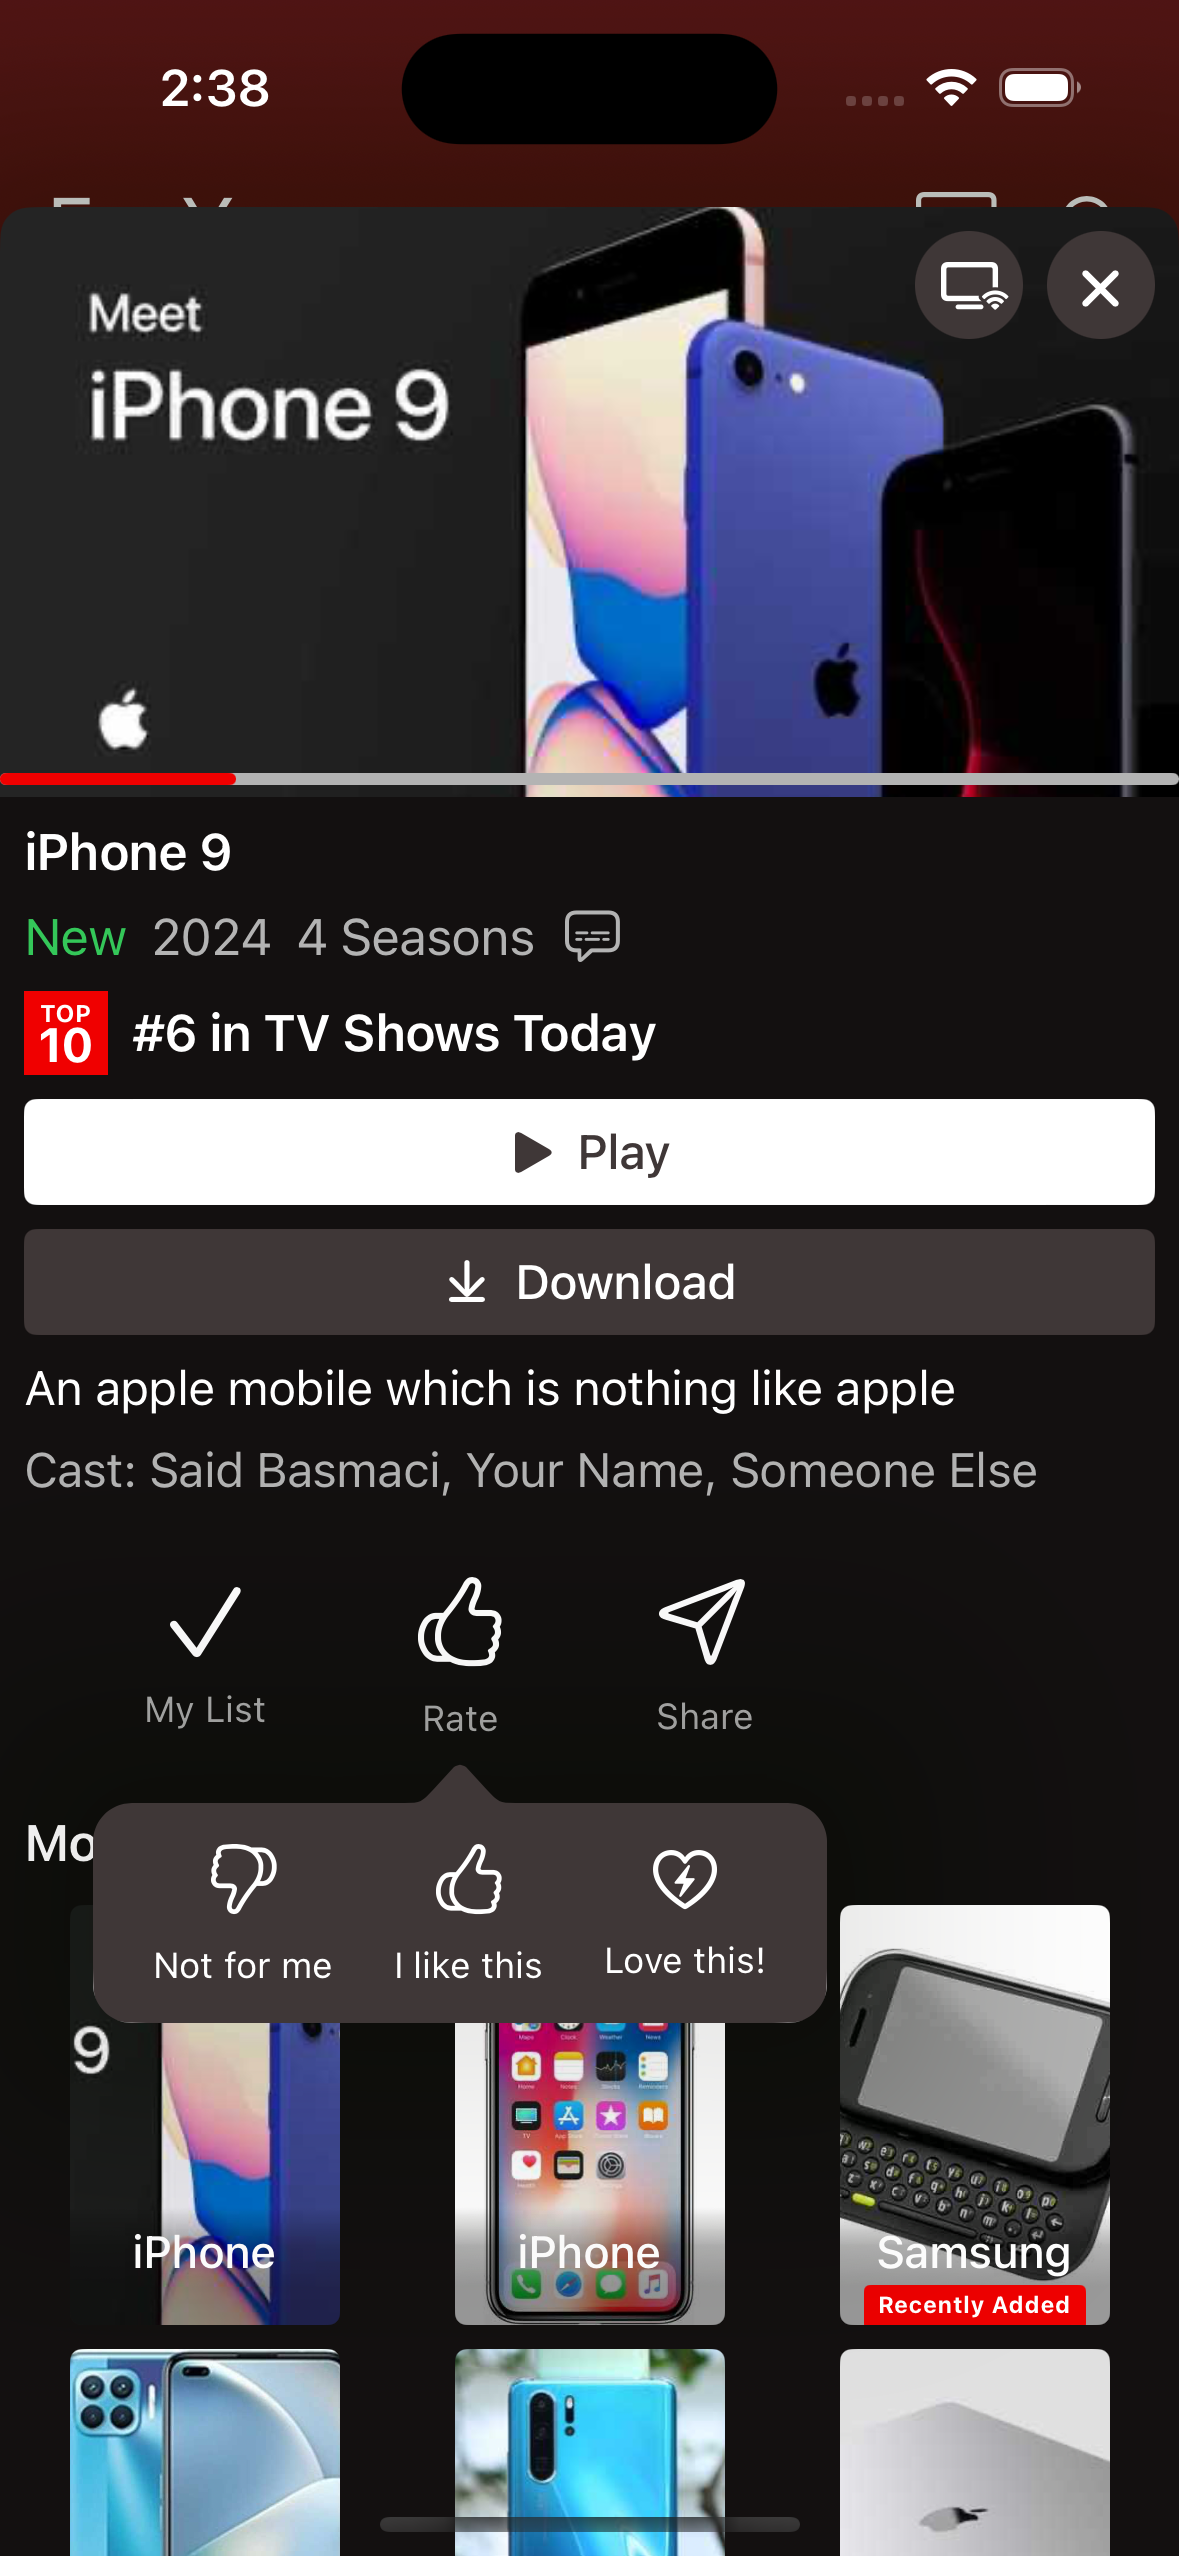 2:38
Meet
iPhone 9
iPhone 9
New 2024 4 Seasons
TOP
10
#6 in TV Shows Today
Play
Download
An apple mobile which is nothing like apple
Cast: Said Basmaci, Your Name, Someone Else
My List
Rate
Share
Mo
Not for me
I like this
Love this!
9
iPhone
iPhone
Samsung
Recently Added